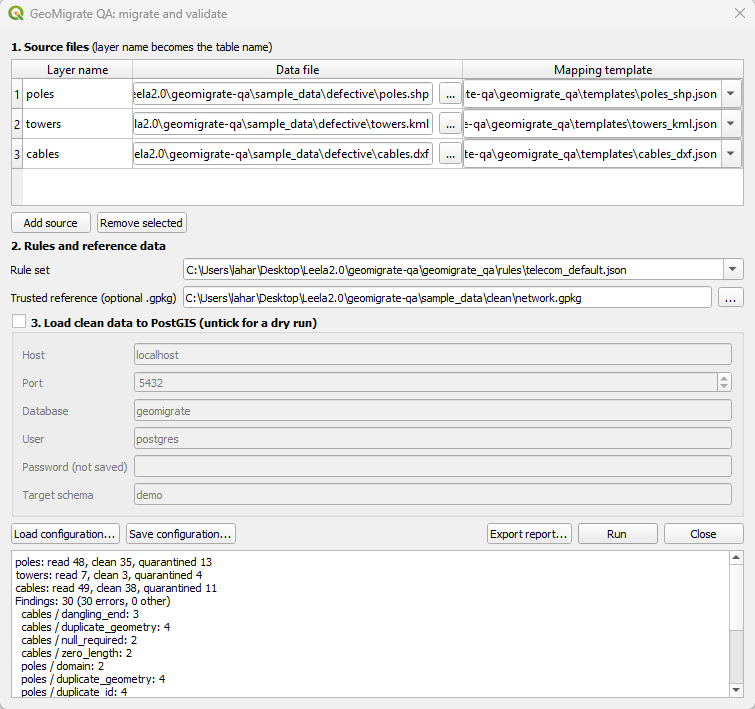 GeoMigrate QA: migrate and validate
1. Source files (layer name becomes the table name)
Layer name Data file Mapping template
1 poles :eela2.0\geomigrate-qa\sample_data\defective\poles.shp ... te-qa\geomigrate_qa\templates\poles_shp.json
2 towers ela2.0\geomigrate-qa\sample_data\defective\towers.kml ... e-qa\geomigrate_qa\templates\towers_kml.json
3 cables eela2.0\geomigrate-qa\sample_data\defective\cables.dxf ... te-qa\geomigrate_qa\templates\cables_dxf.json
Add source Remove selected
2. Rules and reference data
Rule set C:\Users\lahar\Desktop\Leela2.0\geomigrate-qa\geomigrate_qa\rules\telecom_default.json
Trusted reference (optional .gpkg) C:\Users\lahar\Desktop\Leela2.0\geomigrate-qa\sample_data\clean\network.gpkg ...
3. Load clean data to PostGIS (untick for a dry run)
Host localhost
Port 5432
Database geomigrate
User postgres
Password (not saved)
Target schema demo
Load configuration... Save configuration... Export report... Run Close
poles: read 48, clean 35, quarantined 13
towers: read 7, clean 3, quarantined 4
cables: read 49, clean 38, quarantined 11
Findings: 30 (30 errors, 0 other)
cables / dangling_end: 3
cables / duplicate_geometry: 4
cables / null_required: 2
cables / zero_length: 2
poles / domain: 2
poles / duplicate_geometry: 4
poles / duplicate_id: 4